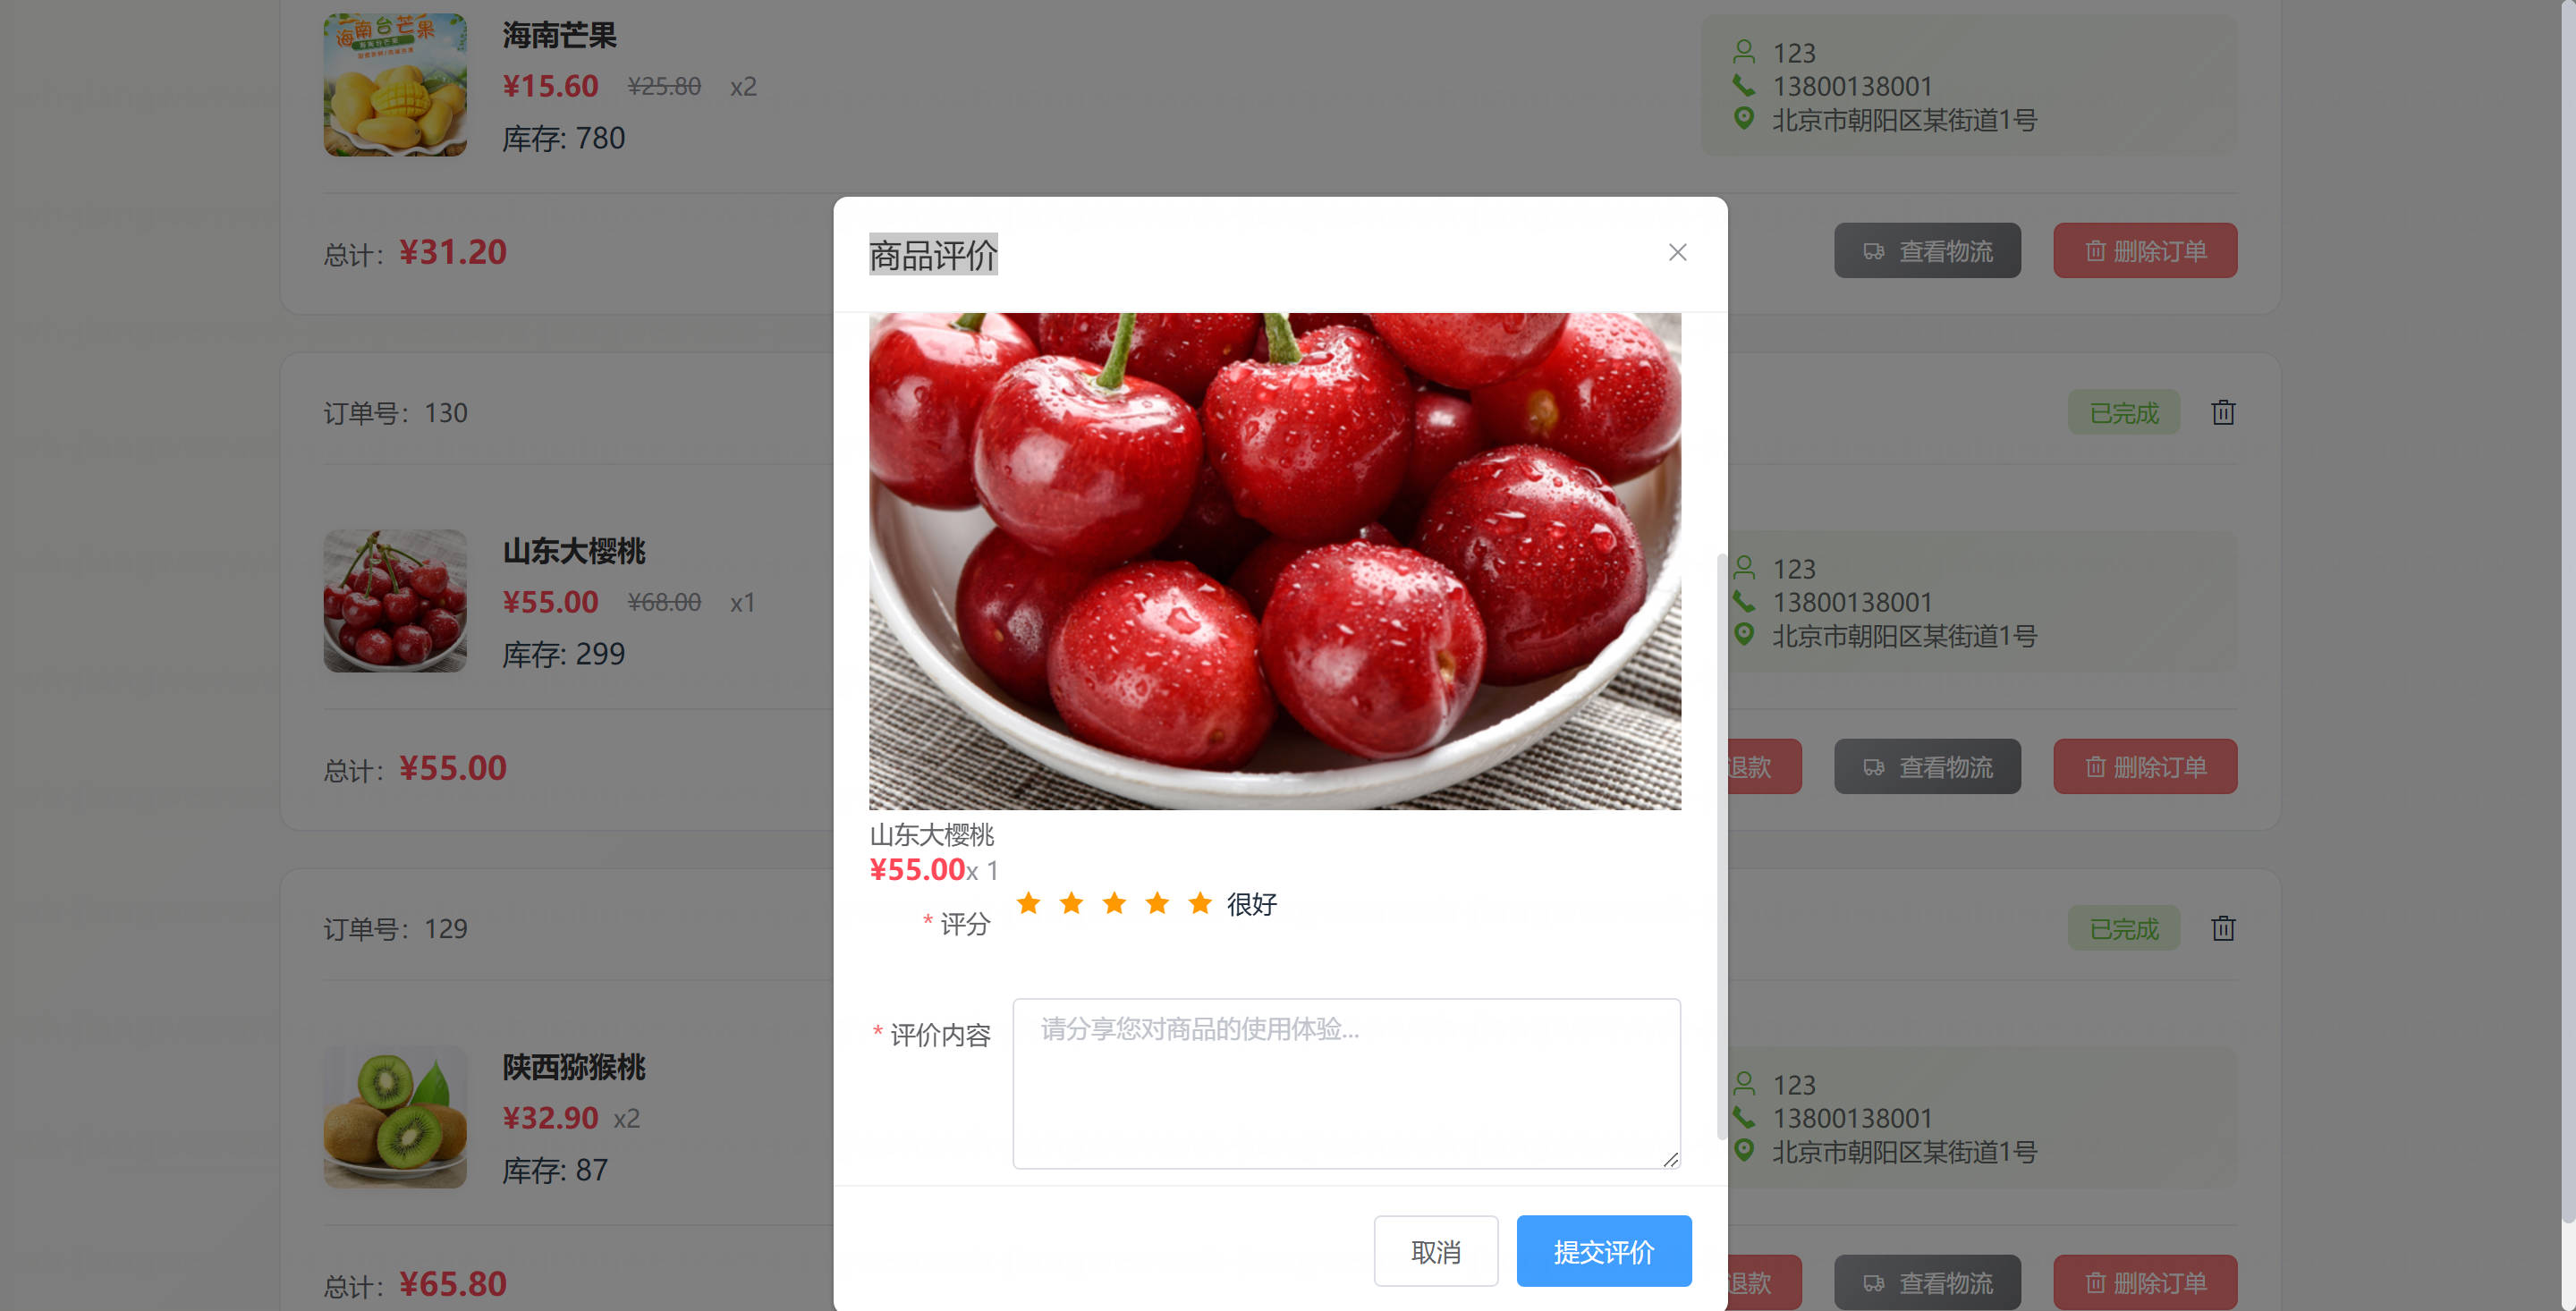 海南台芒果
海南芒果
¥15.60 ¥25.80 x2
库存: 780
123
13800138001
北京市朝阳区某街道1号
总计：¥31.20
查看物流
删除订单
商品评价
订单号：130
已完成
山东大樱桃
¥55.00 ¥68.00 x1
库存: 299
123
13800138001
北京市朝阳区某街道1号
总计：¥55.00
退款
查看物流
删除订单
山东大樱桃
¥55.00x 1
* 评分
很好
* 评价内容
请分享您对商品的使用体验...
取消
提交评价
订单号：129
已完成
陕西猕猴桃
¥32.90 x2
库存: 87
123
13800138001
北京市朝阳区某街道1号
总计：¥65.80
退款
查看物流
删除订单